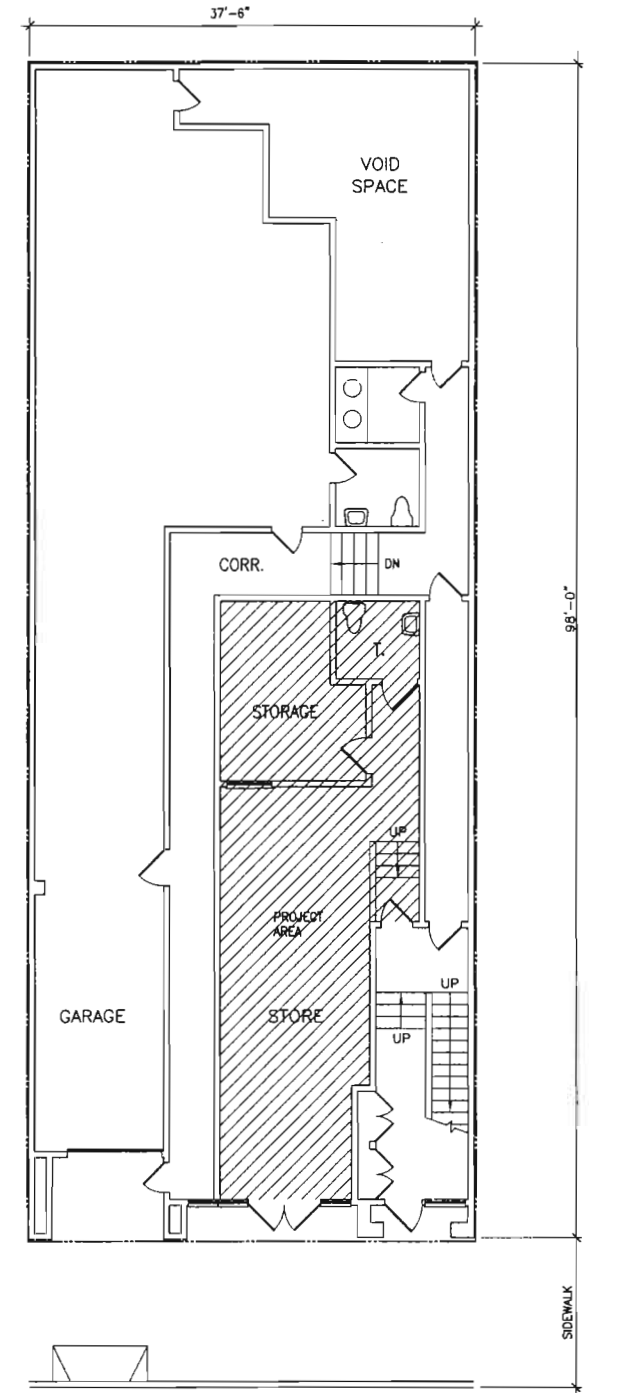 37'-6"
VOID
SPACE
CORR.
DN
98'-0"
T.
STORAGE
UP
PROJECT
AREA
UP
GARAGE
STORE
UP
SIDEWALK